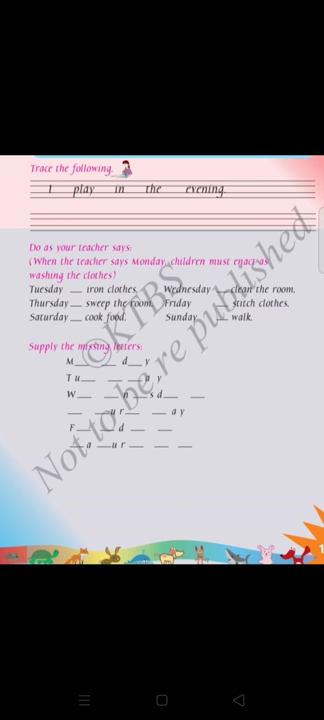 Trace the following.
I play in the evening.
Do as your teacher says:
(When the teacher says Monday, children must enact as
washing the clothes)
Tuesday __ iron clothes. Wednesday __ clean the room.
Thursday __ sweep the room. Friday __ stitch clothes.
Saturday __ cook food. Sunday __ walk.
Supply the missing letters:
M__ __ d__ y
T u__ __ __ a y
W__ __ n __ s d__ __
__ __ u r__ __ a y
F__ __ d __ __
__ a __ u r __ __ __
©KTBS
Not to be re published
1